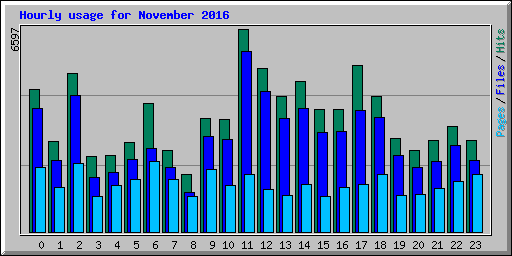 Hourly usage for November 2016
6597
Pages / Files / Hits
0 1 2 3 4 5 6 7 8 9 10 11 12 13 14 15 16 17 18 19 20 21 22 23